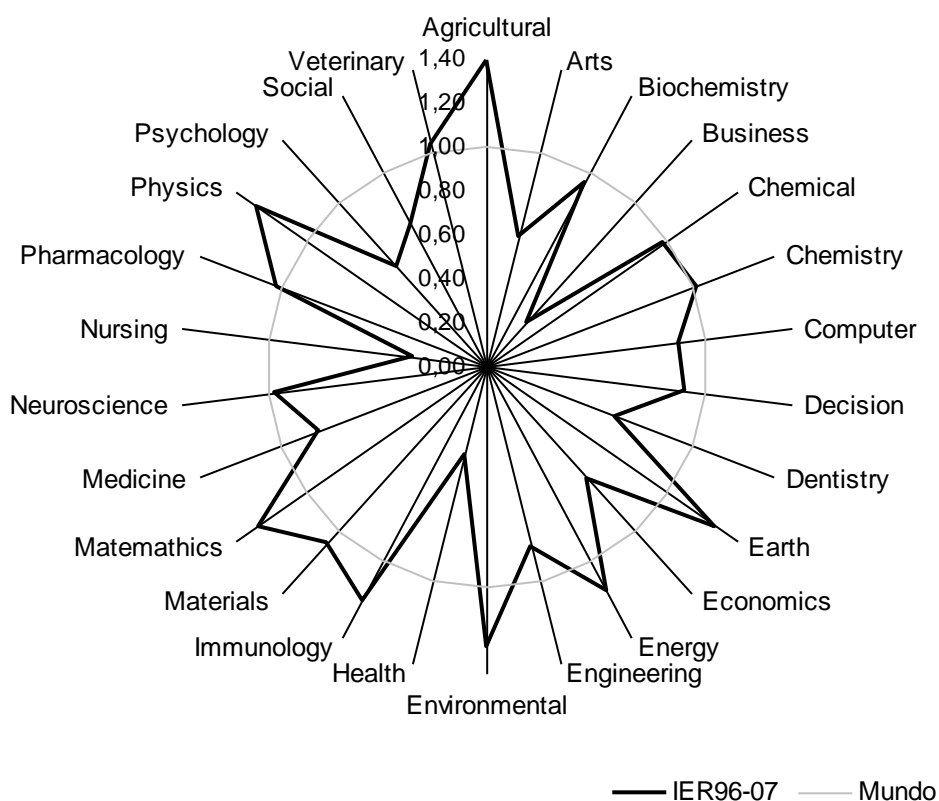 Agricultural
Arts
Biochemistry
Business
Chemical
Chemistry
Computer
Decision
Dentistry
Earth
Economics
Energy
Engineering
Environmental
Health
Immunology
Materials
Matemathics
Medicine
Neuroscience
Nursing
Pharmacology
Physics
Psychology
Social
Veterinary
1,40
1,20
1,00
0,80
0,60
0,40
0,20
0,00
IER96-07 Mundo